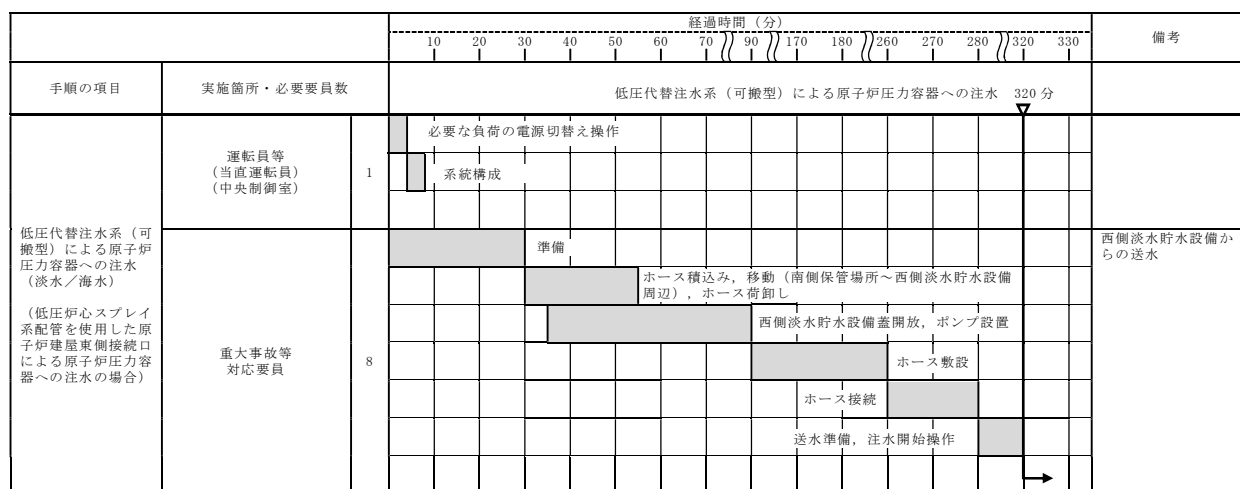 経過時間（分）
備考
10 20 30 40 50 60 70 90 170 180 260 270 280 320 330
手順の項目
実施箇所・必要要員数
低圧代替注水系（可搬型）による原子炉圧力容器への注水 320 分
低圧代替注水系（可
搬型）による原子炉
圧力容器への注水
（淡水／海水）
（低圧炉心スプレイ
系配管を使用した原
子炉建屋東側接続口
による原子炉圧力容
器への注水の場合）
運転員等
（当直運転員）
（中央制御室）
1
必要な負荷の電源切替え操作
系統構成
重大事故等
対応要員
8
準備
ホース積込み，移動（南側保管場所～西側淡水貯水設備
周辺），ホース荷卸し
西側淡水貯水設備蓋開放，ポンプ設置
ホース敷設
ホース接続
送水準備，注水開始操作
西側淡水貯水設備か
らの送水